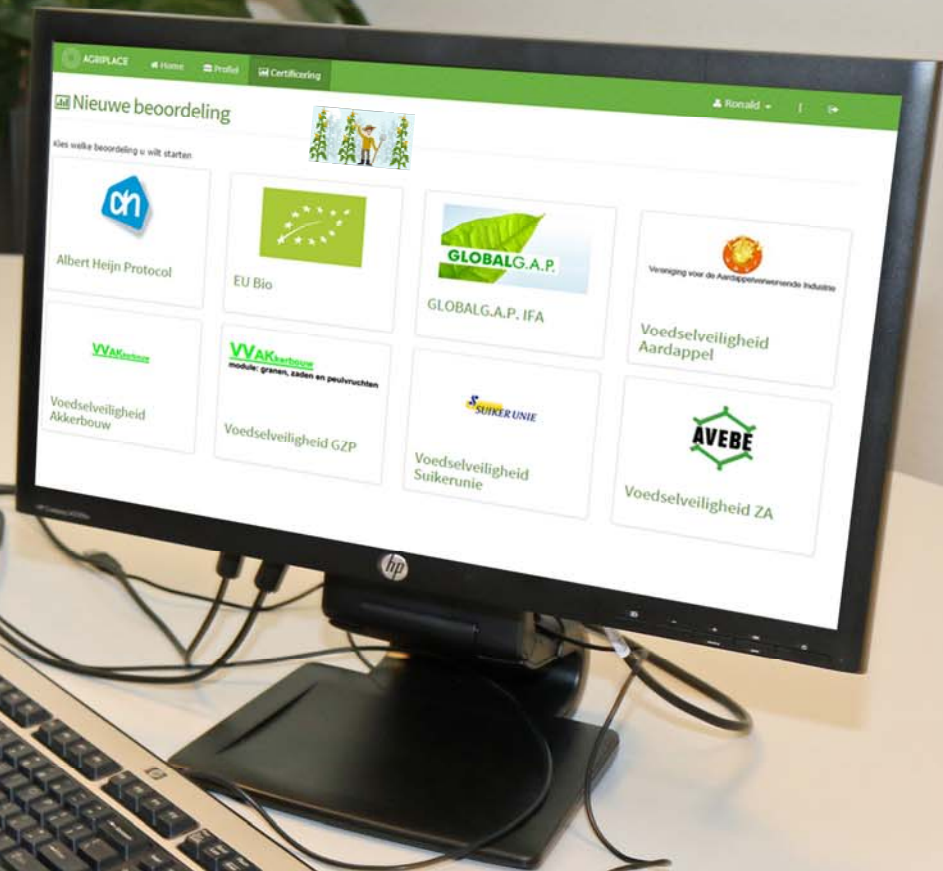 AGRIPLACE Home Profiel Certificering Ronald
Nieuwe beoordeling
Kies welke beoordeling u wilt starten
ah
Albert Heijn Protocol
EU Bio
GLOBALG.A.P.
GLOBALG.A.P. IFA
Vereniging voor de Aardappelverwerkende Industrie
Voedselveiligheid
Aardappel
VVAKkerbouw
Voedselveiligheid
Akkerbouw
VVAKkerbouw
module: granen, zaden en peulvruchten
Voedselveiligheid GZP
SUIKER UNIE
Voedselveiligheid
Suikerunie
AVEBE
Voedselveiligheid ZA
hp